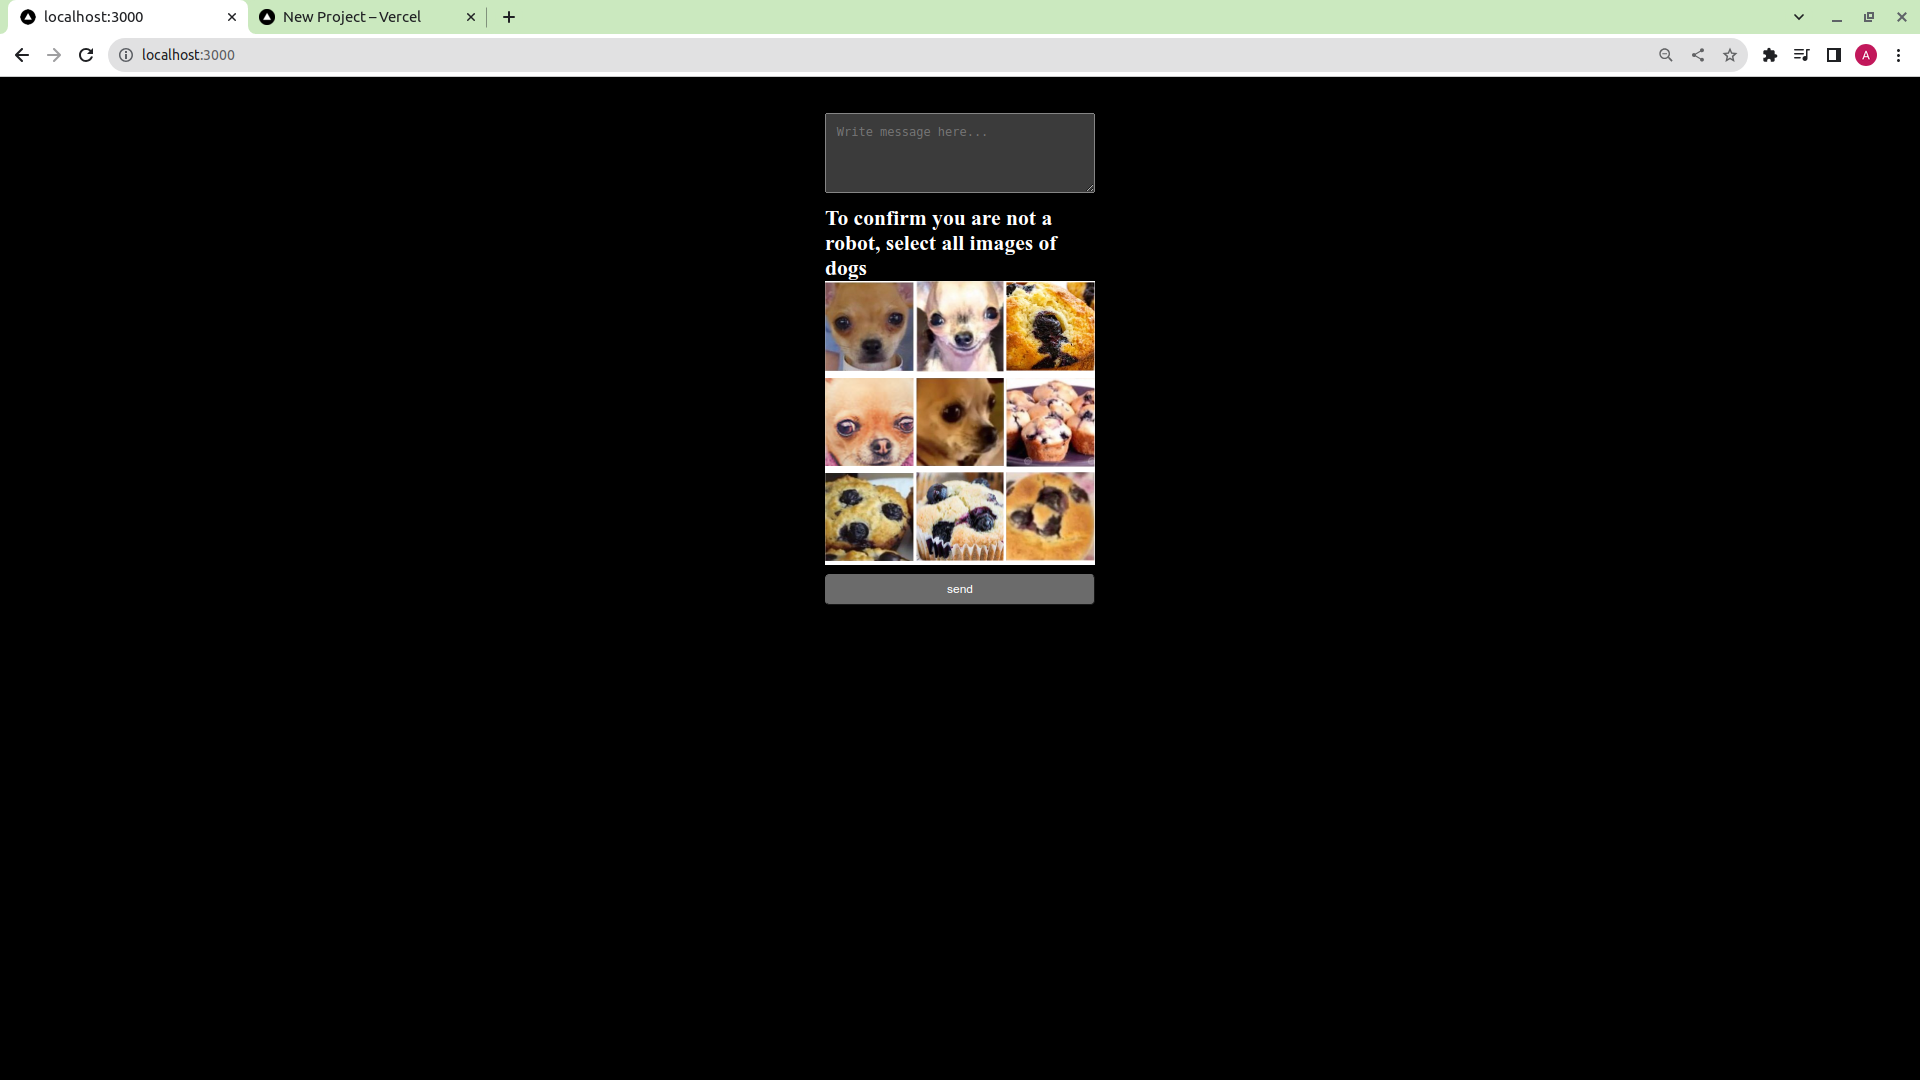 localhost:3000
New Project – Vercel
localhost:3000
A
Write message here...
To confirm you are not a
robot, select all images of
dogs
send